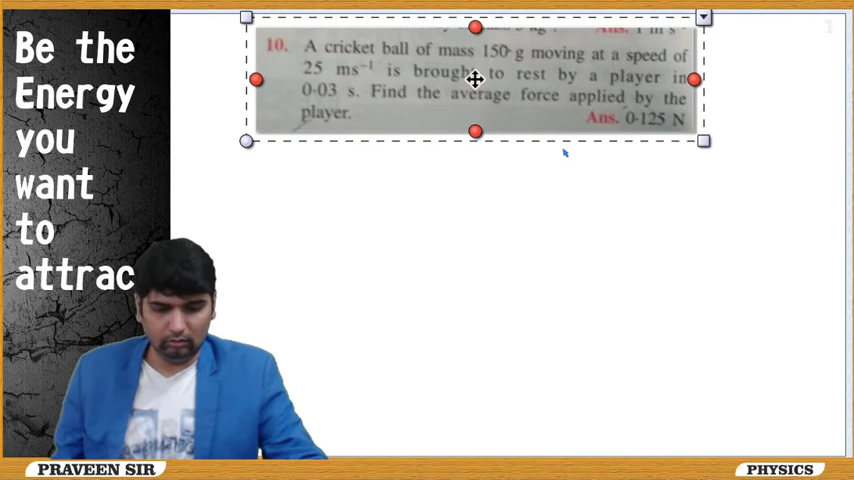 Be the
Energy
you
want
to
attrac
1
10. A cricket ball of mass 150 g moving at a speed of
25 ms⁻¹ is brought to rest by a player in
0·03 s. Find the average force applied by the
player. Ans. 0·125 N
PRAVEEN SIR
PHYSICS